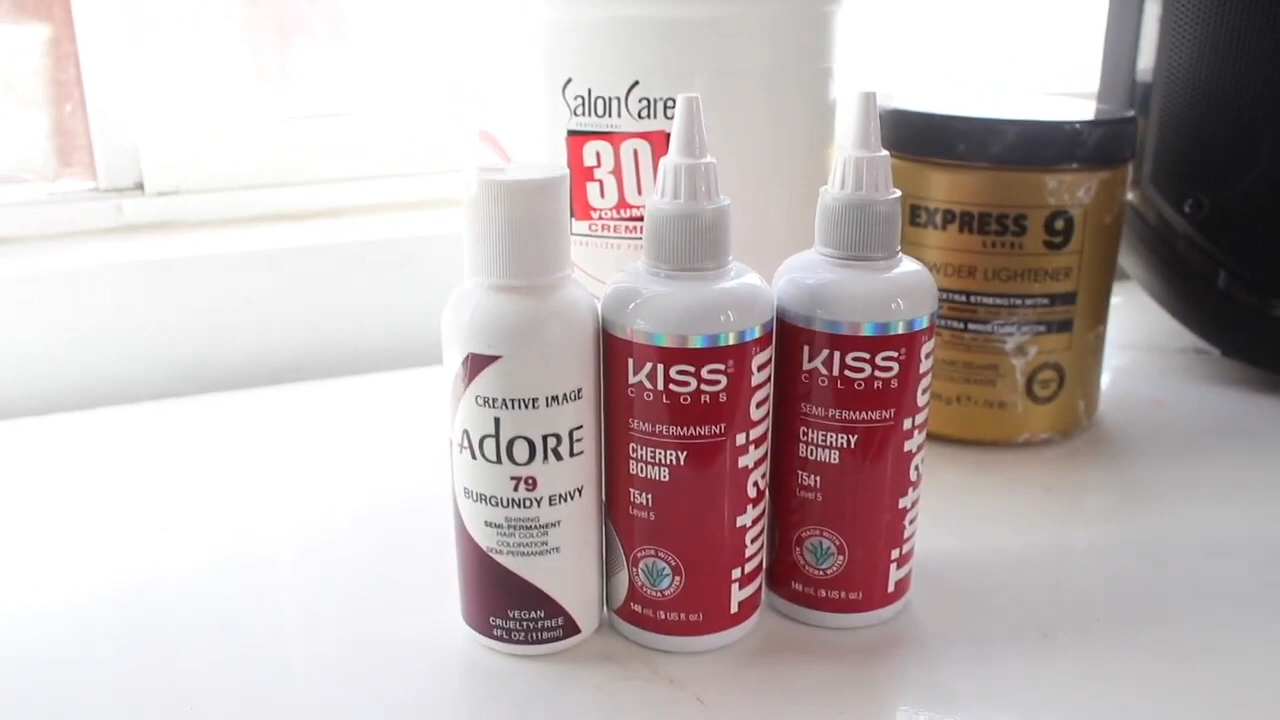 Salon Care
PROFESSIONAL
30
CREME
EXPRESS
LEVEL 9
POWDER LIGHTENER
EXTRA STRENGTH WITH
EXTRA MOISTURE WITH
CREATIVE IMAGE
ADORE
79
BURGUNDY ENVY
SHINING
SEMI-PERMANENT
HAIR COLOR
COLORATION
SEMI-PERMANENTE
VEGAN
CRUELTY-FREE
4FL OZ (118ml)
KISS
COLORS
SEMI-PERMANENT
CHERRY
BOMB
T541
Level 5
MADE WITH
ALOE VERA WATER
148 mL (5 US fl. oz.)
Tintation
KISS
COLORS
SEMI-PERMANENT
CHERRY
BOMB
T541
Level 5
MADE WITH
ALOE VERA WATER
148 mL (5 US fl. oz.)
Tintation